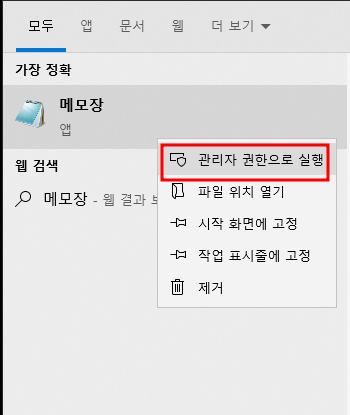 모두 앱 문서 웹 더 보기
가장 정확
메모장
앱
관리자 권한으로 실행
웹 검색
파일 위치 열기
메모장 - 웹 결과
시작 화면에 고정
작업 표시줄에 고정
제거